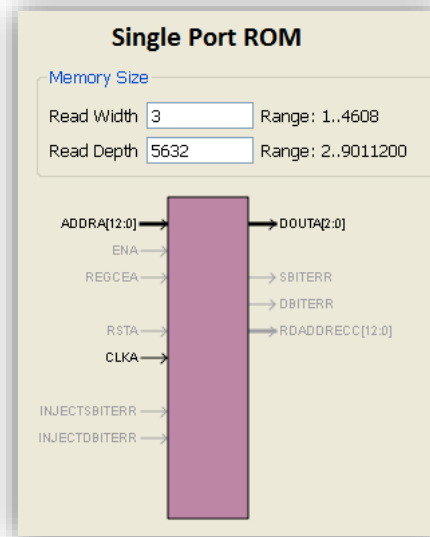 Single Port ROM
Memory Size
Read Width 3 Range: 1..4608
Read Depth 5632 Range: 2..9011200
ADDRA[12:0] DOUTA[2:0]
ENA
REGCEA SBITERR
DBITERR
RSTA RDADDRECC[12:0]
CLKA
INJECTSBITERR
INJECTDBITERR